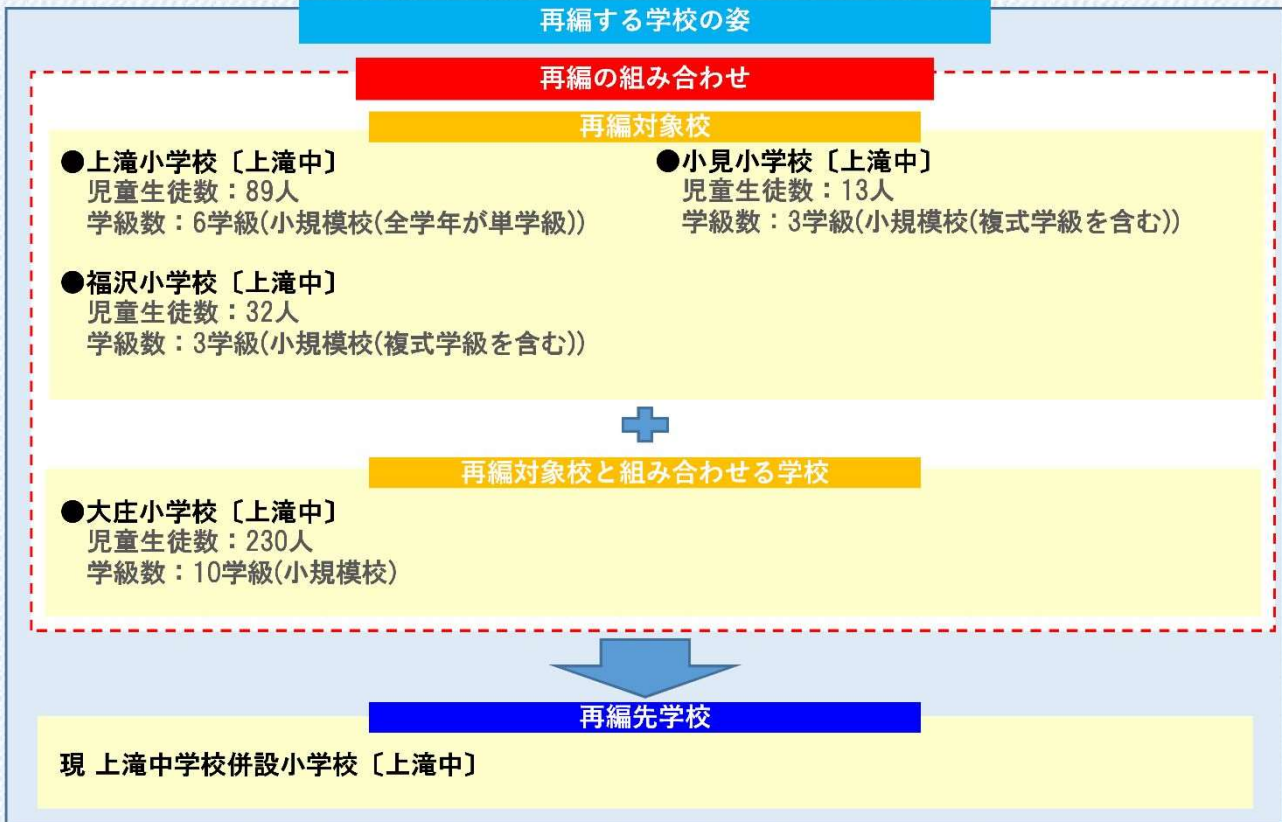 再編する学校の姿
再編の組み合わせ
再編対象校
●上滝小学校〔上滝中〕
児童生徒数：89人
学級数：6学級(小規模校(全学年が単学級))
●小見小学校〔上滝中〕
児童生徒数：13人
学級数：3学級(小規模校(複式学級を含む))
●福沢小学校〔上滝中〕
児童生徒数：32人
学級数：3学級(小規模校(複式学級を含む))
再編対象校と組み合わせる学校
●大庄小学校〔上滝中〕
児童生徒数：230人
学級数：10学級(小規模校)
再編先学校
現 上滝中学校併設小学校〔上滝中〕